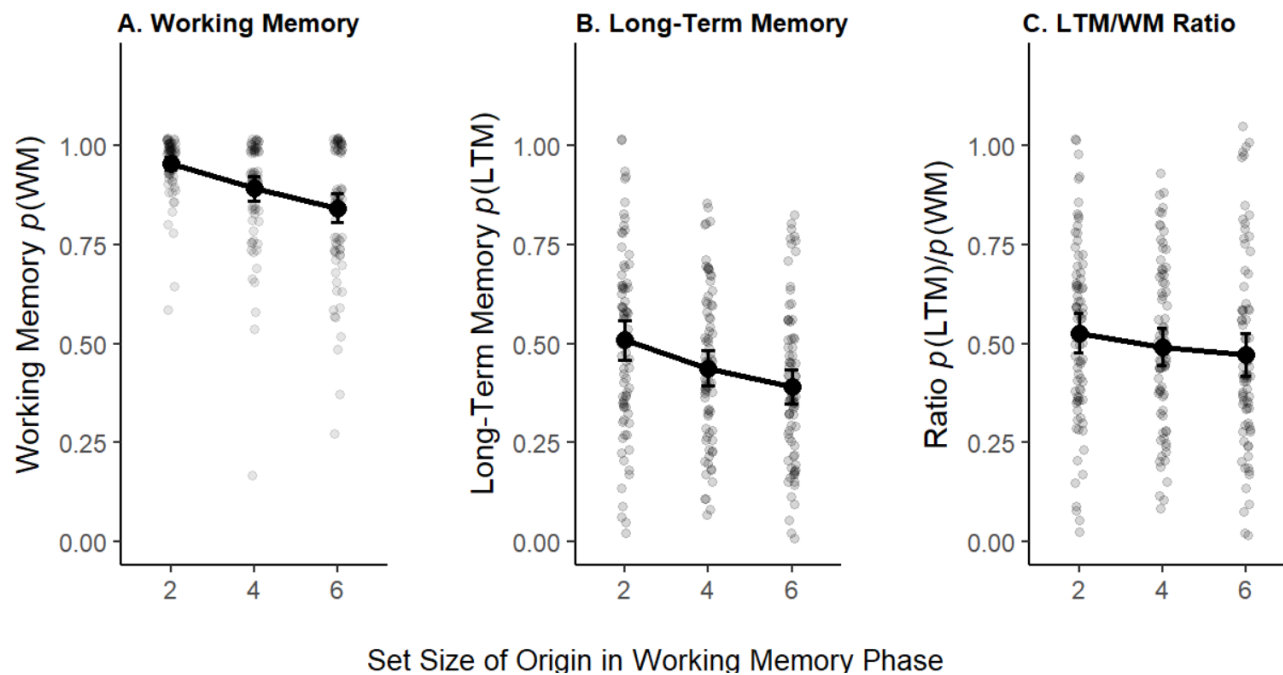 A. Working Memory
B. Long-Term Memory
C. LTM/WM Ratio
Working Memory p(WM)
1.00
0.75
0.50
0.25
0.00
2 4 6
Long-Term Memory p(LTM)
1.00
0.75
0.50
0.25
0.00
2 4 6
Ratio p(LTM)/p(WM)
1.00
0.75
0.50
0.25
0.00
2 4 6
Set Size of Origin in Working Memory Phase